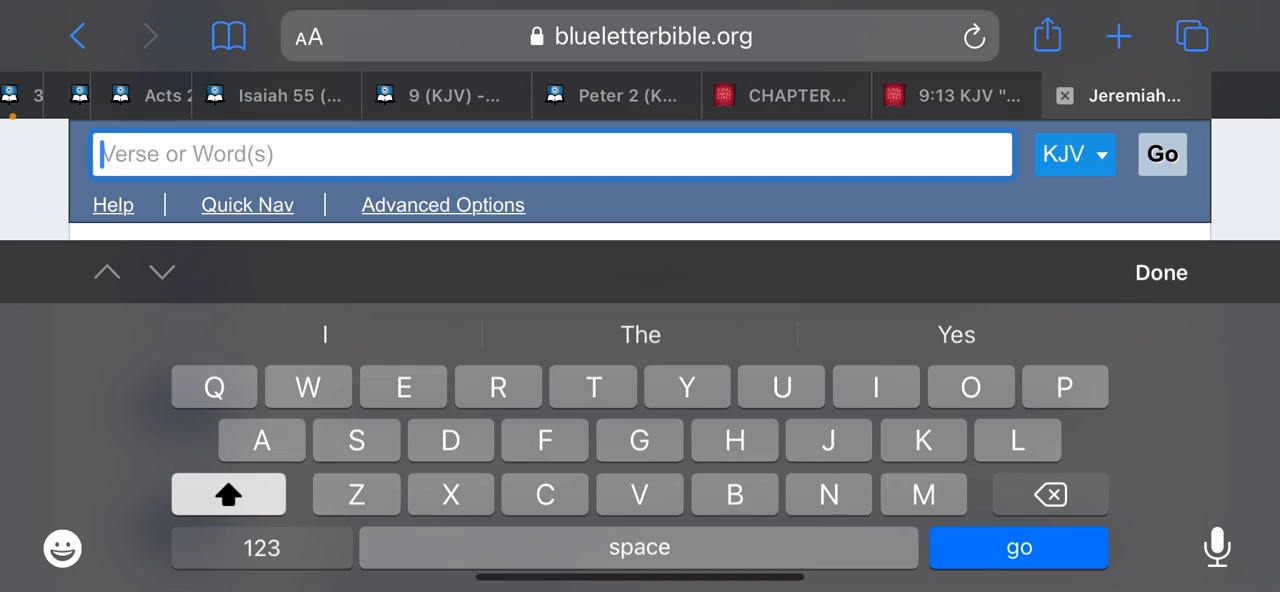 AA blueletterbible.org
3 Acts 2 Isaiah 55 (... 9 (KJV) -... Peter 2 (K... CHAPTER... 9:13 KJV "... Jeremiah...
Verse or Word(s) KJV Go
Help Quick Nav Advanced Options
Done
I The Yes
Q W E R T Y U I O P
A S D F G H J K L
Z X C V B N M
123 space go